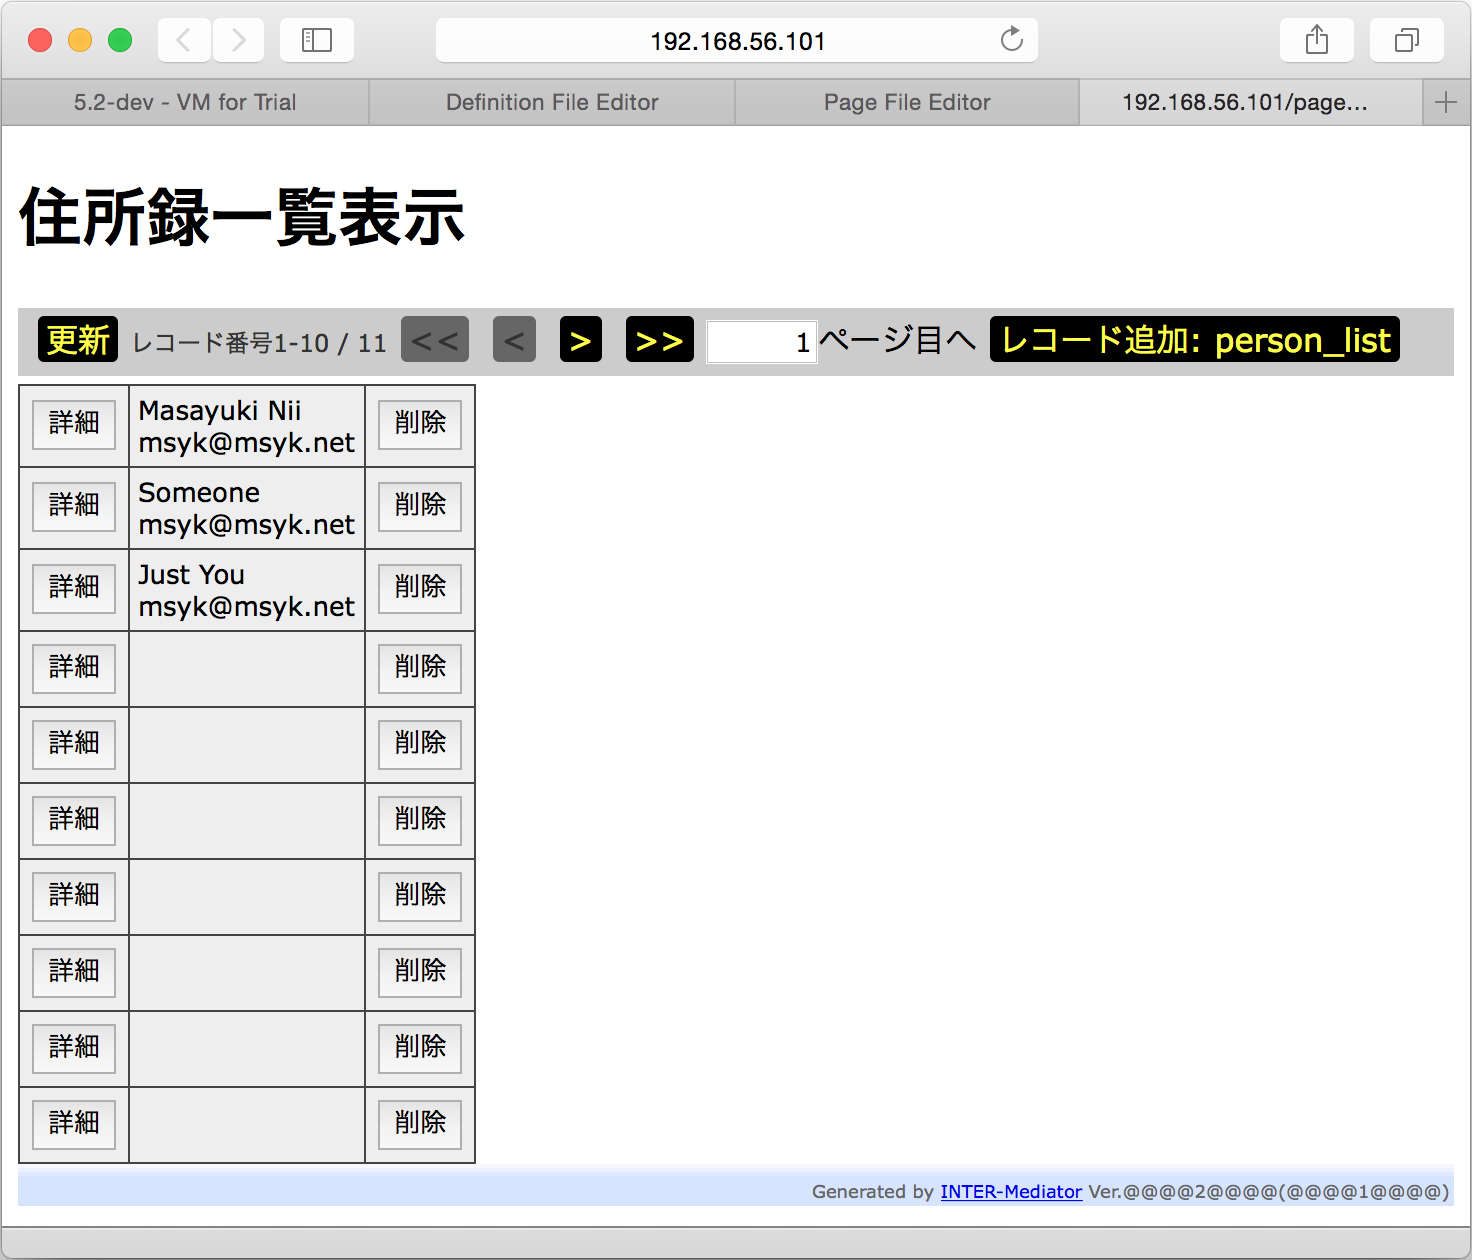 192.168.56.101
5.2-dev - VM for Trial
Definition File Editor
Page File Editor
192.168.56.101/page...
住所録一覧表示
更新 レコード番号1-10 / 11 << < > >> 1 ページ目へ レコード追加: person_list
詳細 Masayuki Nii 削除
msyk@msyk.net
詳細 Someone 削除
msyk@msyk.net
詳細 Just You 削除
msyk@msyk.net
詳細 削除
詳細 削除
詳細 削除
詳細 削除
詳細 削除
詳細 削除
詳細 削除
Generated by INTER-Mediator Ver.@@@@2@@@@(@@@@1@@@@)